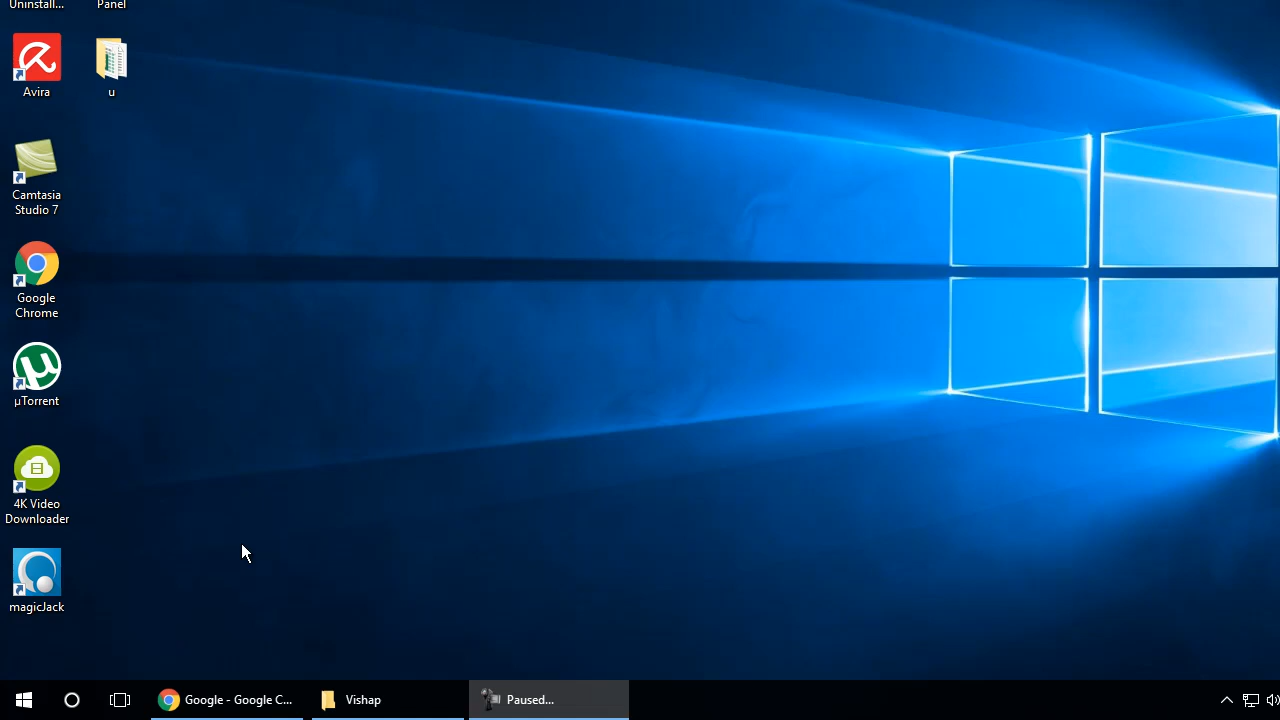 Uninstall...
Panel
Avira
u
Camtasia
Studio 7
Google
Chrome
µTorrent
4K Video
Downloader
magicJack
Google - Google C...
Vishap
Paused...